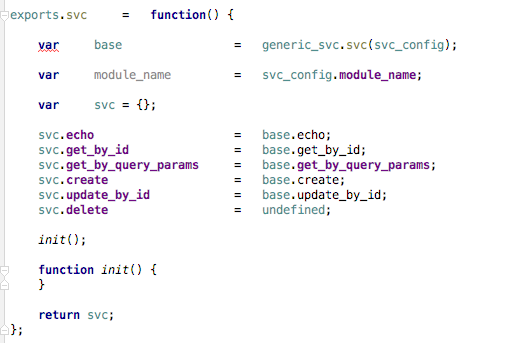 exports.svc = function() {
var base = generic_svc.svc(svc_config);
var module_name = svc_config.module_name;
var svc = {};
svc.echo = base.echo;
svc.get_by_id = base.get_by_id;
svc.get_by_query_params = base.get_by_query_params;
svc.create = base.create;
svc.update_by_id = base.update_by_id;
svc.delete = undefined;
init();
function init() {
}
return svc;
};